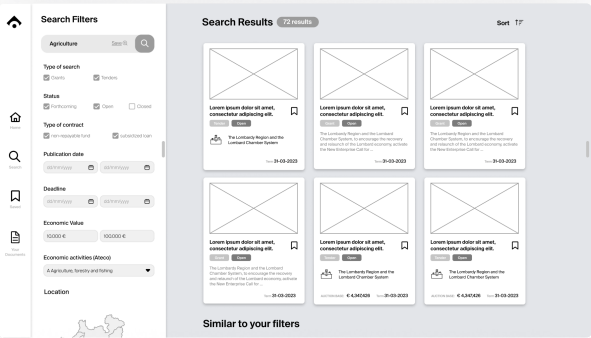 Search Filters
Agriculture
Type of search
Grants
Tenders
Status
Forthcoming
Open
Closed
Type of contract
non-repayable fund
subsidized loan
Publication date
dd/mm/yyyy
dd/mm/yyyy
Deadline
dd/mm/yyyy
dd/mm/yyyy
Economic Value
10.000 €
100.000 €
Economic activities (Ateco)
A Agriculture, forestry and fishing
Location
Home
Search
Saved
Your
Documents
Search Results
72 results
Sort
Lorem ipsum dolor sit amet,
consectetur adipiscing elit.
Open
The Lombardy Region and the
Lombard Chamber System
31-03-2023
Lorem ipsum dolor sit amet,
consectetur adipiscing elit.
Open
The Lombardy Region and the Lombard
Chamber System, to encourage the recovery
and relaunch of the Lombard economy, activate
the New Enterprise Call for ...
31-03-2023
Lorem ipsum dolor sit amet,
consectetur adipiscing elit.
Open
The Lombardy Region and the Lombard
Chamber System, to encourage the recovery
and relaunch of the Lombard economy, activate
the New Enterprise Call for ...
31-03-2023
Lorem ipsum dolor sit amet,
consectetur adipiscing elit.
Open
The Lombardy Region and the Lombard
Chamber System, to encourage the recovery
and relaunch of the Lombard economy, activate
the New Enterprise Call for ...
31-03-2023
Lorem ipsum dolor sit amet,
consectetur adipiscing elit.
Open
The Lombardy Region and the
Lombard Chamber System
€ 4,347,426
31-03-2023
Lorem ipsum dolor sit amet,
consectetur adipiscing elit.
Open
The Lombardy Region and the
Lombard Chamber System
€ 4,347,426
31-03-2023
Similar to your filters